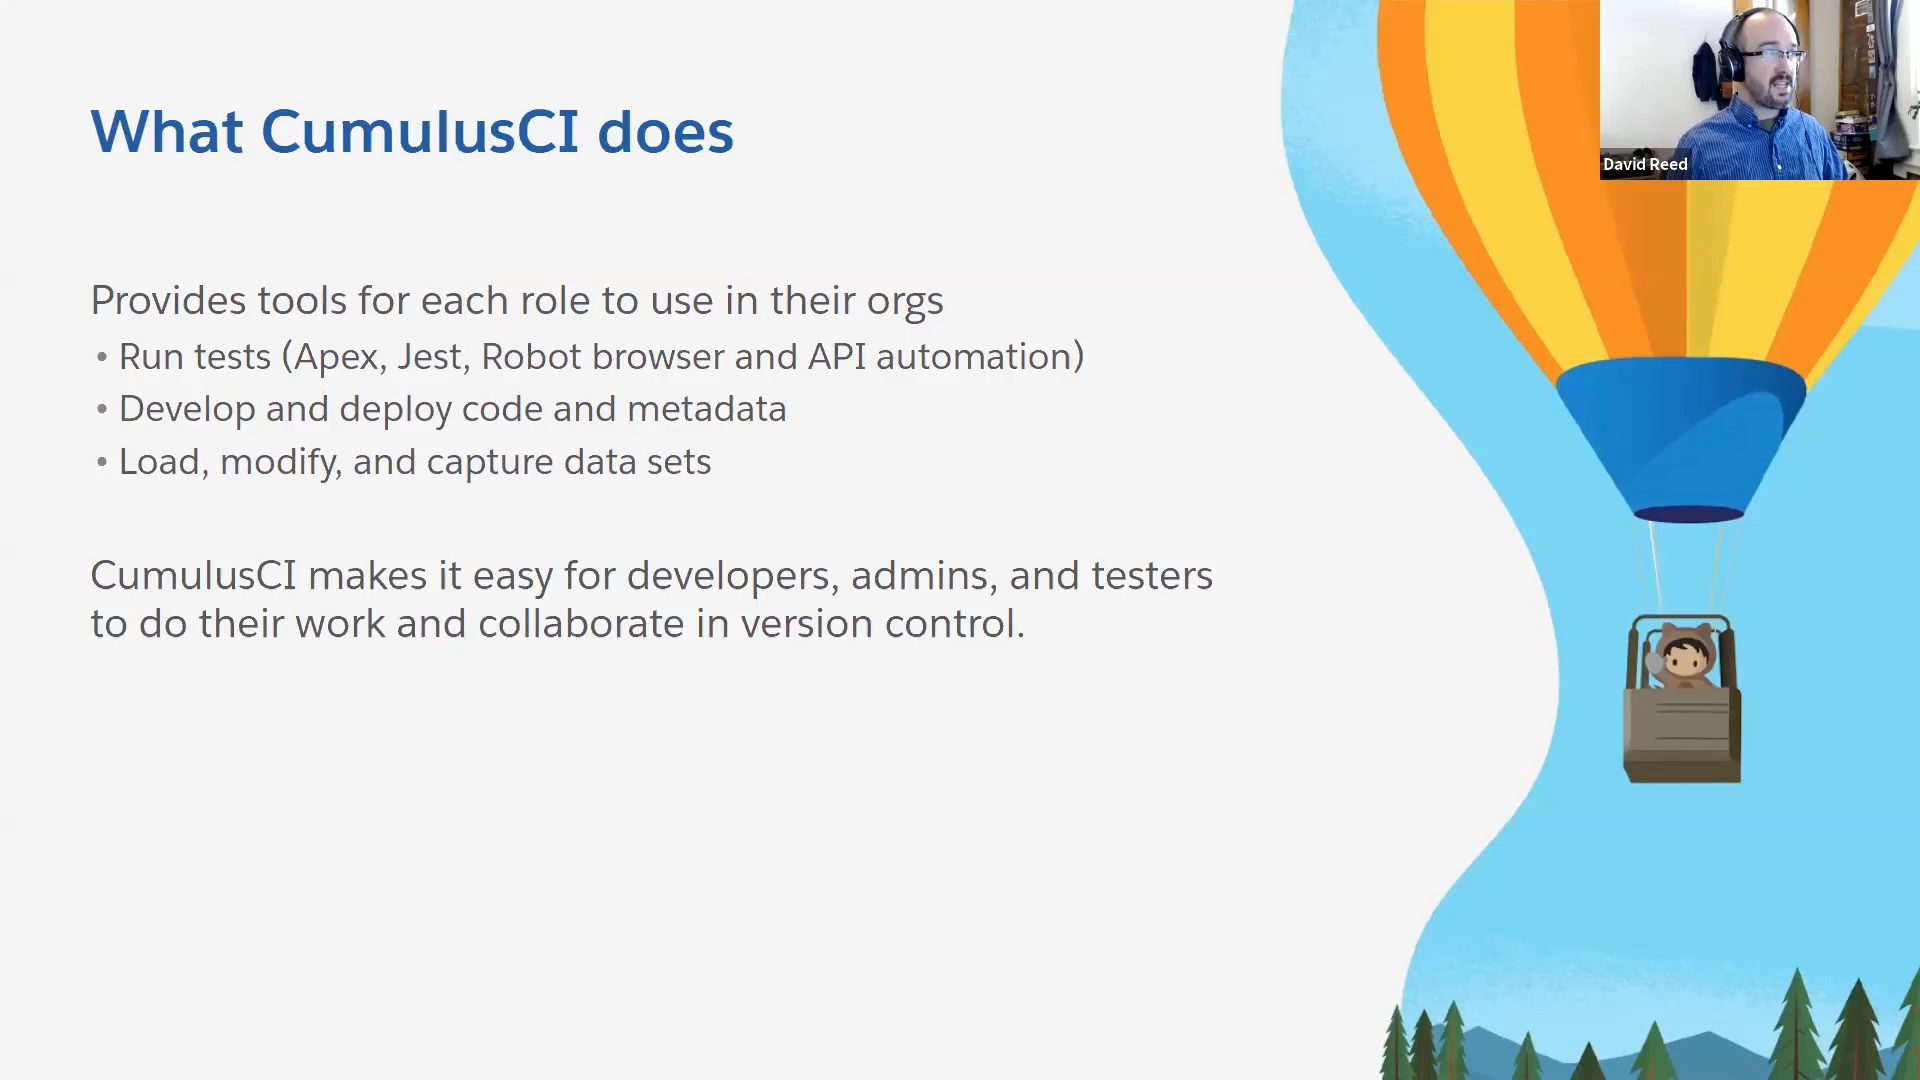 What CumulusCI does
David Reed
Provides tools for each role to use in their orgs
• Run tests (Apex, Jest, Robot browser and API automation)
• Develop and deploy code and metadata
• Load, modify, and capture data sets
CumulusCI makes it easy for developers, admins, and testers
to do their work and collaborate in version control.